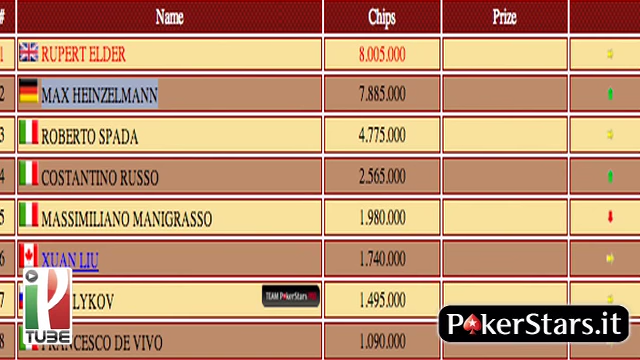 # Name Chips Prize
1 RUPERT ELDER 8.005.000
2 MAX HEINZELMANN 7.885.000
3 ROBERTO SPADA 4.775.000
4 COSTANTINO RUSSO 2.565.000
5 MASSIMILIANO MANIGRASSO 1.980.000
6 XUAN LIU 1.740.000
7 LYKOV TEAM PokerStars 1.495.000
8 FRANCESCO DE VIVO 1.090.000
TUBE
PokerStars.it